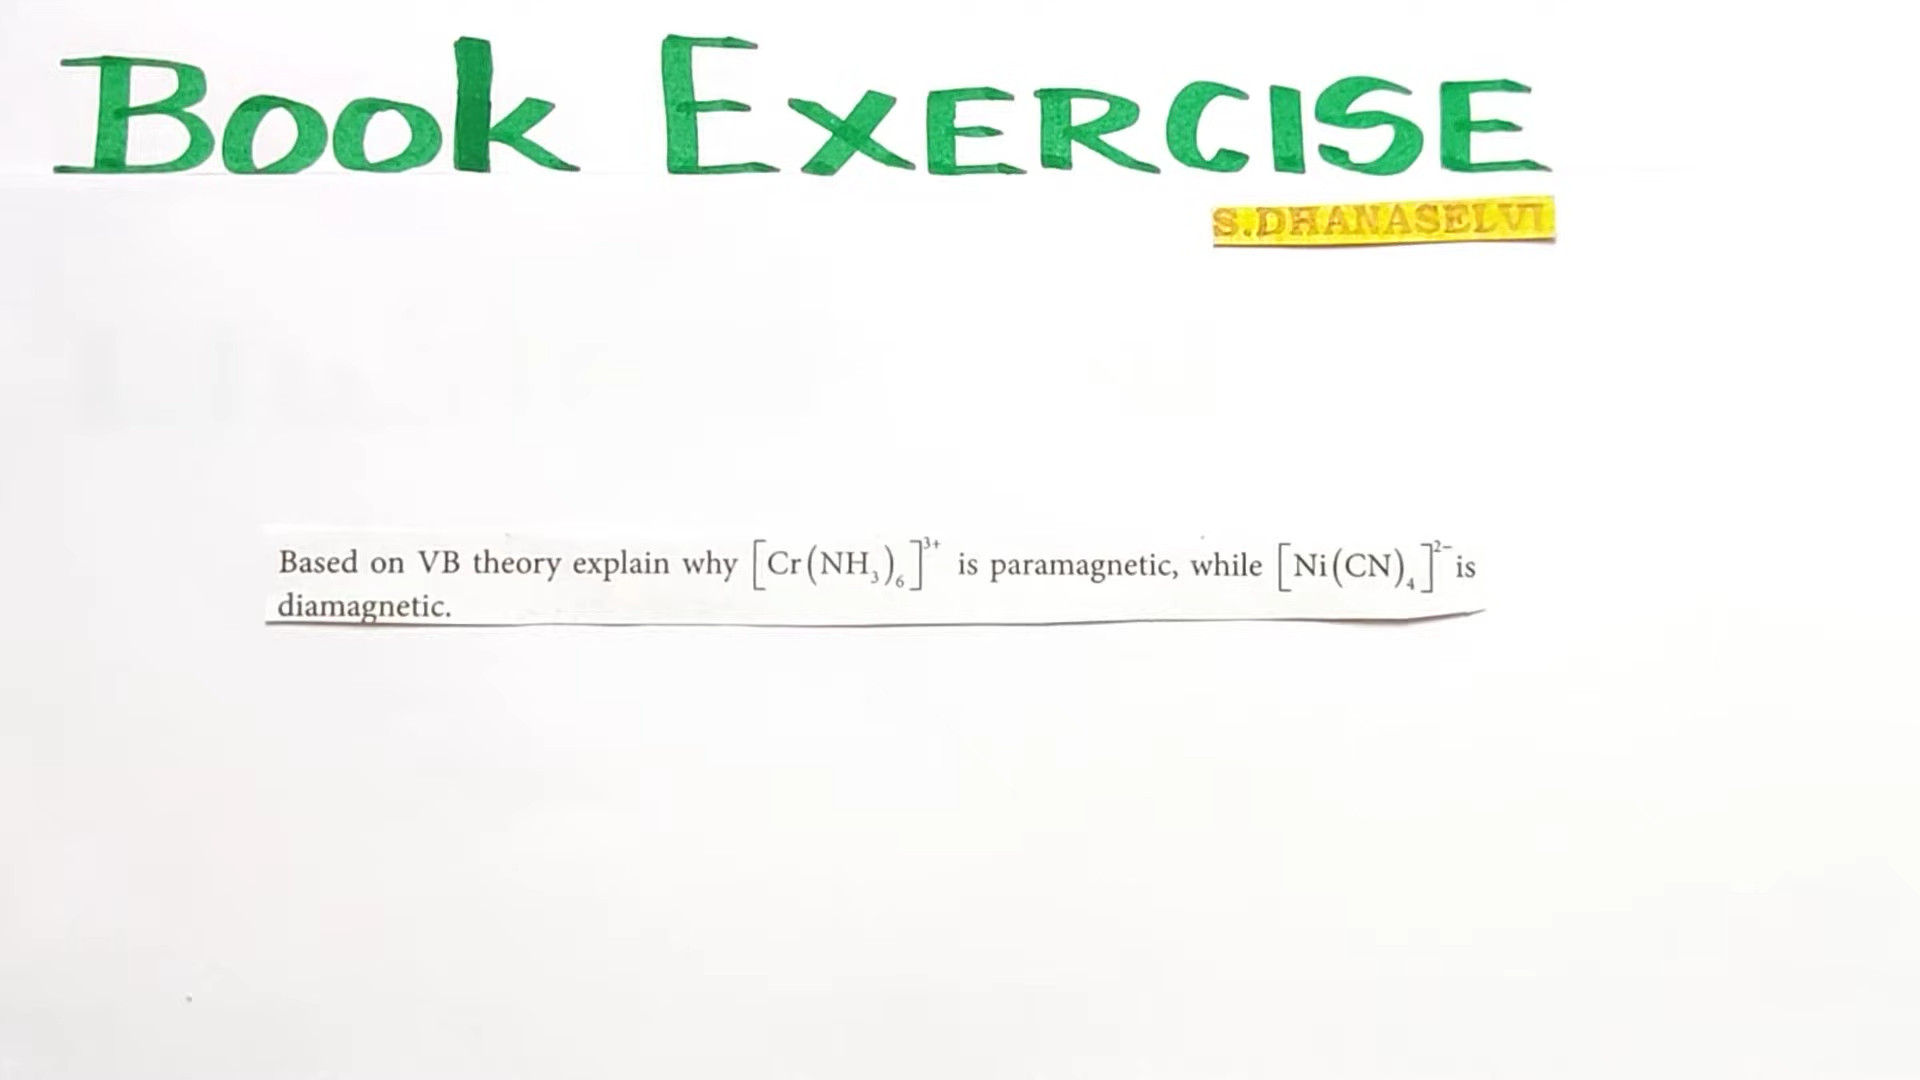 BOOK EXERCISE
S.DHANASELVI
Based on VB theory explain why [Cr(NH₃)₆]³⁺ is paramagnetic, while [Ni(CN)₄]²⁻ is
diamagnetic.